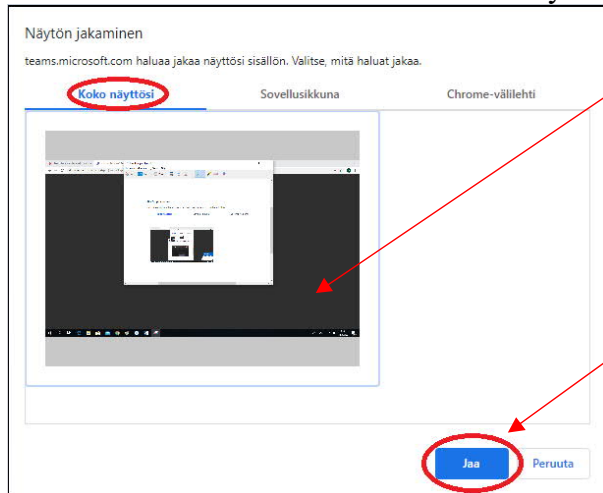 Näytön jakaminen
teams.microsoft.com haluaa jakaa näyttösi sisällön. Valitse, mitä haluat jakaa.
Koko näyttösi Sovellusikkuna Chrome-välilehti
Jaa Peruuta